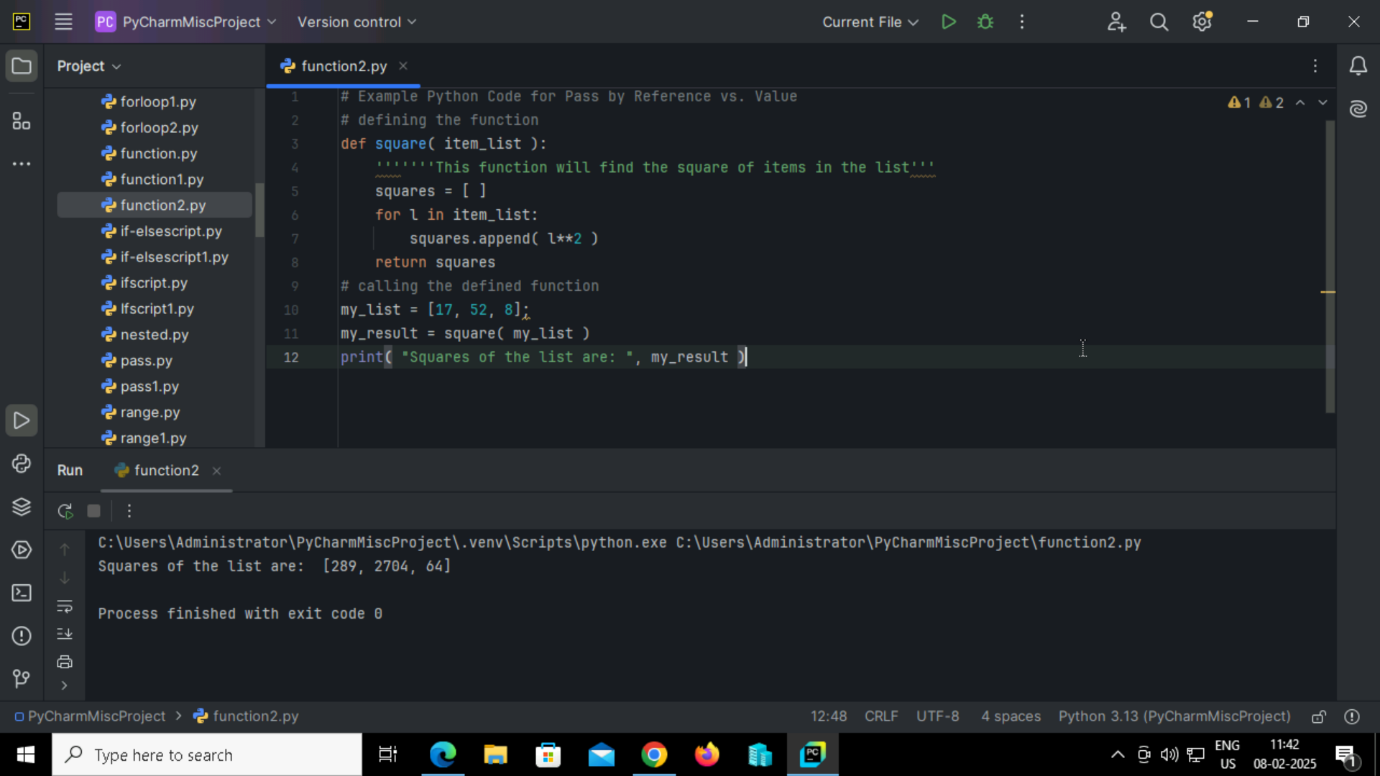 PC PC PyCharmMiscProject Version control Current File
Project
function2.py
forloop1.py
forloop2.py
function.py
function1.py
function2.py
if-elsescript.py
if-elsescript1.py
ifscript.py
Ifscript1.py
nested.py
pass.py
pass1.py
range.py
range1.py
1 # Example Python Code for Pass by Reference vs. Value
2 # defining the function
3 def square( item_list ):
4 '''''''This function will find the square of items in the list'''
5 squares = [ ]
6 for l in item_list:
7 squares.append( l**2 )
8 return squares
9 # calling the defined function
10 my_list = [17, 52, 8];
11 my_result = square( my_list )
12 print( "Squares of the list are: ", my_result )
1 2
Run function2
C:\Users\Administrator\PyCharmMiscProject\.venv\Scripts\python.exe C:\Users\Administrator\PyCharmMiscProject\function2.py
Squares of the list are:  [289, 2704, 64]
Process finished with exit code 0
PyCharmMiscProject > function2.py 12:48 CRLF UTF-8 4 spaces Python 3.13 (PyCharmMiscProject)
Type here to search
PC
ENG
US
11:42
08-02-2025
1